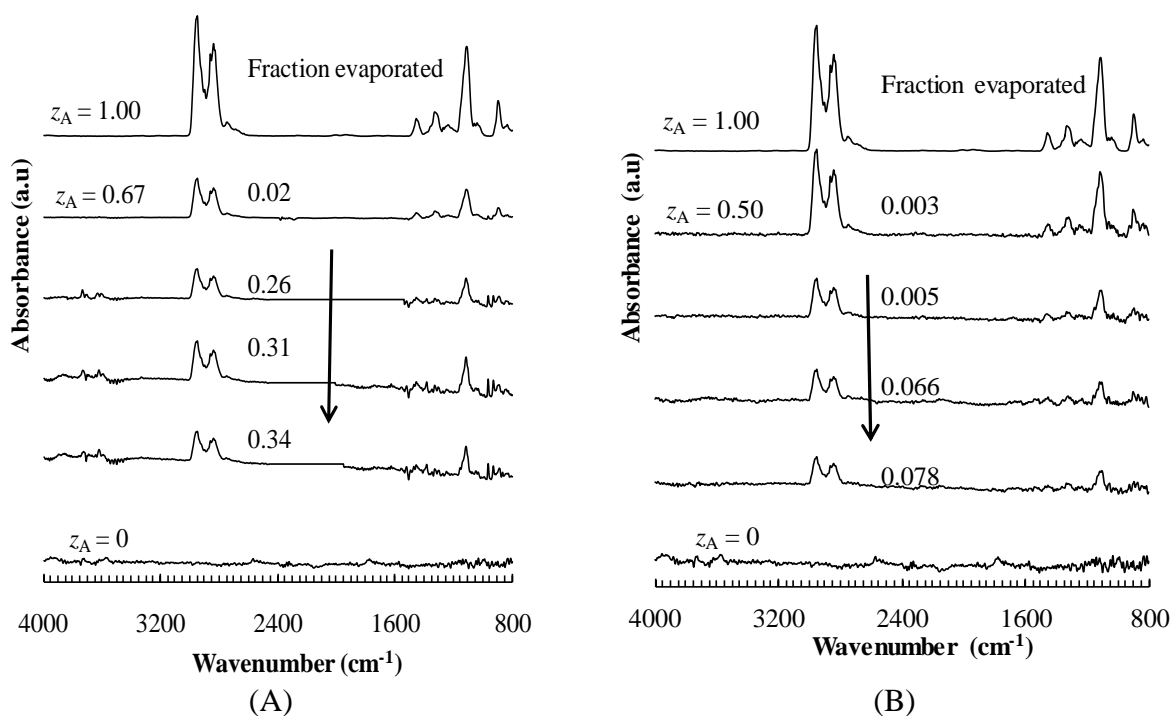 Fraction evaporated
zA = 1.00
zA = 0.67
0.02
0.26
0.31
0.34
zA = 0
Absorbance (a.u)
4000 3200 2400 1600 800
Wavenumber (cm-1)
(A)
Fraction evaporated
zA = 1.00
zA = 0.50
0.003
0.005
0.066
0.078
zA = 0
Absorbance (a.u)
4000 3200 2400 1600 800
Wavenumber (cm-1)
(B)